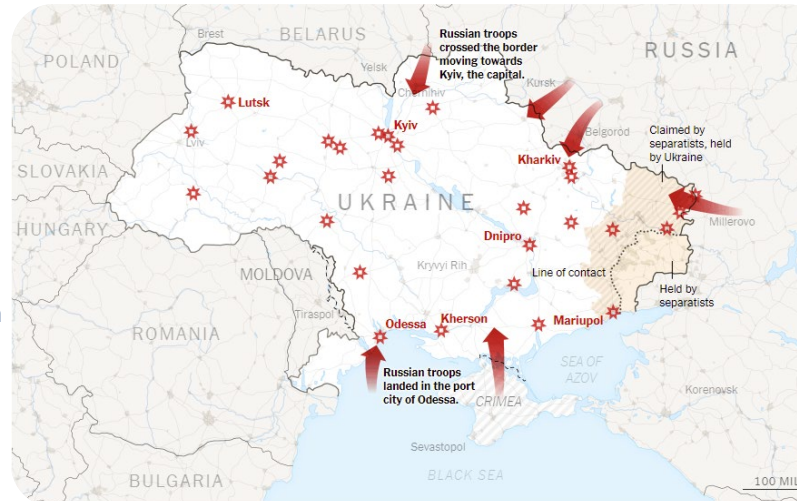 Brest
BELARUS
Russian troops
crossed the border
moving towards
Kyiv, the capital.
RUSSIA
POLAND
Yelsk
Kursk
Chernihiv
Lutsk
Kyiv
Belgorod
Claimed by
separatists, held
by Ukraine
Lviv
Kharkiv
SLOVAKIA
UKRAINE
Millerovo
HUNGARY
Dnipro
MOLDOVA
Kryvyi Rih
Line of contact
Held by
separatists
Tiraspol
Odessa
Kherson
Mariupol
ROMANIA
Russian troops
landed in the port
city of Odessa.
SEA OF
AZOV
CRIMEA
Korenovsk
Sevastopol
BLACK SEA
BULGARIA
100 MIL